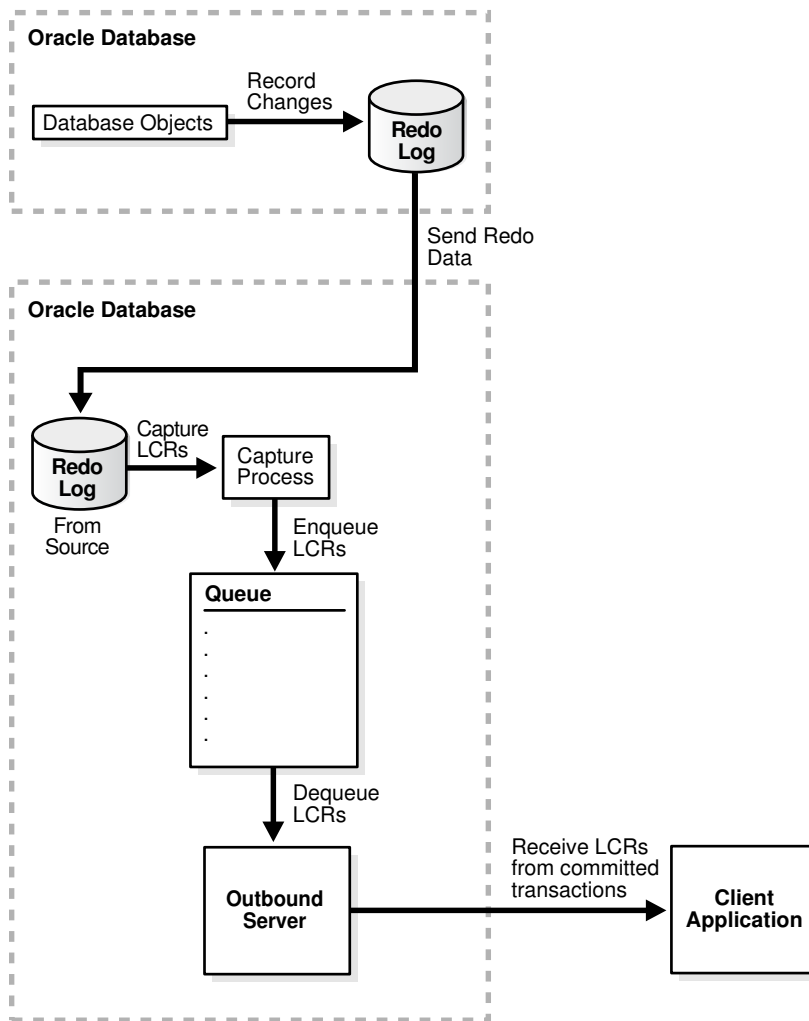 Oracle Database
Record
Changes
Database Objects
Redo
Log
Send Redo
Data
Oracle Database
Capture
LCRs
Redo
Log
From
Source
Capture
Process
Enqueue
LCRs
Queue
.
.
.
.
.
.
Dequeue
LCRs
Outbound
Server
Receive LCRs
from committed
transactions
Client
Application